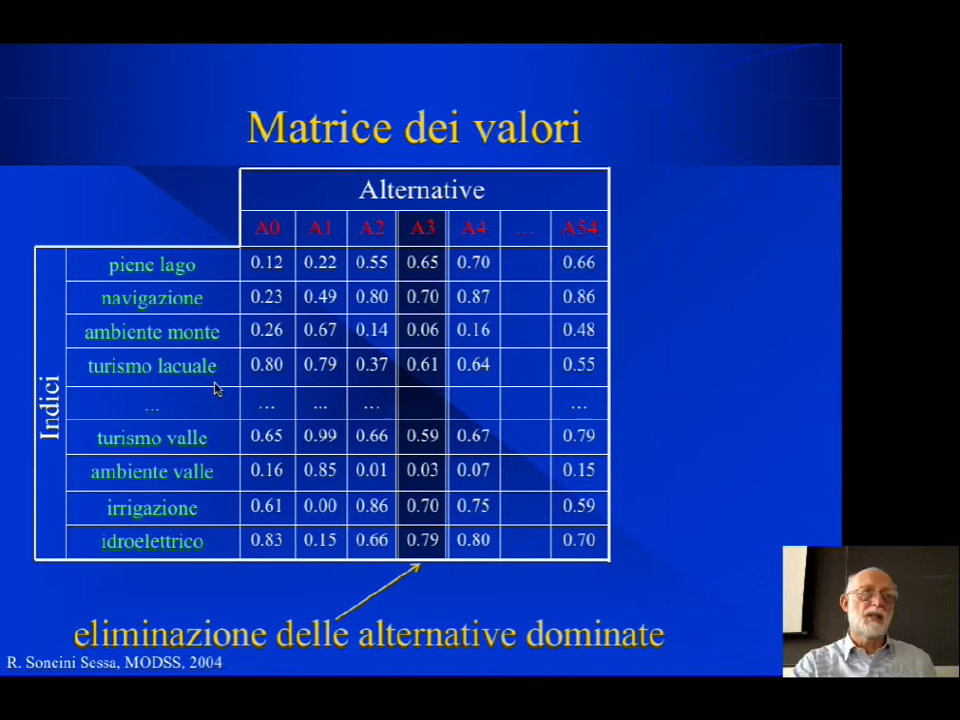 Matrice dei valori
Alternative
A0 A1 A2 A3 A4 ... A54
Indici
piene lago 0.12 0.22 0.55 0.65 0.70 0.66
navigazione 0.23 0.49 0.80 0.70 0.87 0.86
ambiente monte 0.26 0.67 0.14 0.06 0.16 0.48
turismo lacuale 0.80 0.79 0.37 0.61 0.64 0.55
... ... ... ... ...
turismo valle 0.65 0.99 0.66 0.59 0.67 0.79
ambiente valle 0.16 0.85 0.01 0.03 0.07 0.15
irrigazione 0.61 0.00 0.86 0.70 0.75 0.59
idroelettrico 0.83 0.15 0.66 0.79 0.80 0.70
eliminazione delle alternative dominate
R. Soncini Sessa, MODSS, 2004